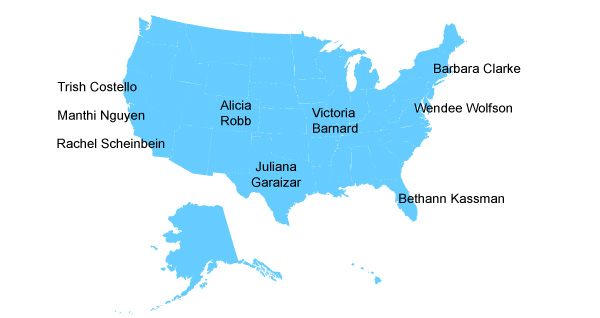 Barbara Clarke
Trish Costello
Alicia
Robb
Victoria
Barnard
Wendee Wolfson
Manthi Nguyen
Rachel Scheinbein
Juliana
Garaizar
Bethann Kassman